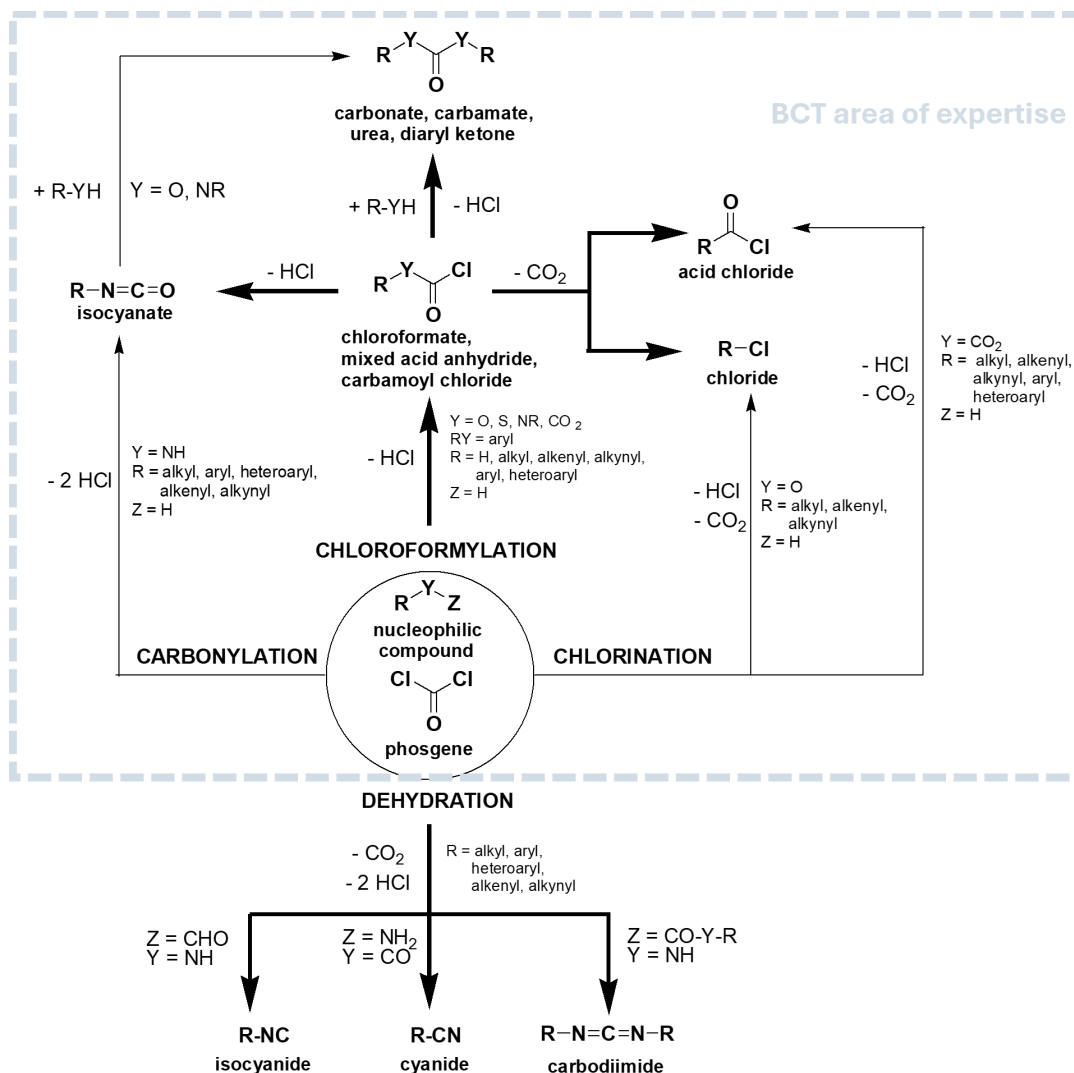 R Y Y R
O
carbonate, carbamate,
urea, diaryl ketone
BCT area of expertise
+ R-YH
Y = O, NR
+ R-YH
- HCl
O
R Cl
acid chloride
- HCl
R Y Cl
O
- CO2
R–N=C=O
isocyanate
chloroformate,
mixed acid anhydride,
carbamoyl chloride
R–Cl
chloride
- HCl
- CO2
Y = CO2
R = alkyl, alkenyl,
alkynyl, aryl,
heteroaryl
Z = H
- 2 HCl
Y = NH
R = alkyl, aryl, heteroaryl,
alkenyl, alkynyl
Z = H
- HCl
Y = O, S, NR, CO2
RY = aryl
R = H, alkyl, alkenyl, alkynyl,
aryl, heteroaryl
Z = H
- HCl
- CO2
Y = O
R = alkyl, alkenyl,
alkynyl
Z = H
CHLOROFORMYLATION
R Y Z
nucleophilic
compound
CARBONYLATION
CHLORINATION
Cl Cl
O
phosgene
DEHYDRATION
- CO2
- 2 HCl
R = alkyl, aryl,
heteroaryl,
alkenyl, alkynyl
Z = CHO
Y = NH
Z = NH2
Y = CO
Z = CO-Y-R
Y = NH
R-NC
isocyanide
R-CN
cyanide
R–N=C=N–R
carbodiimide